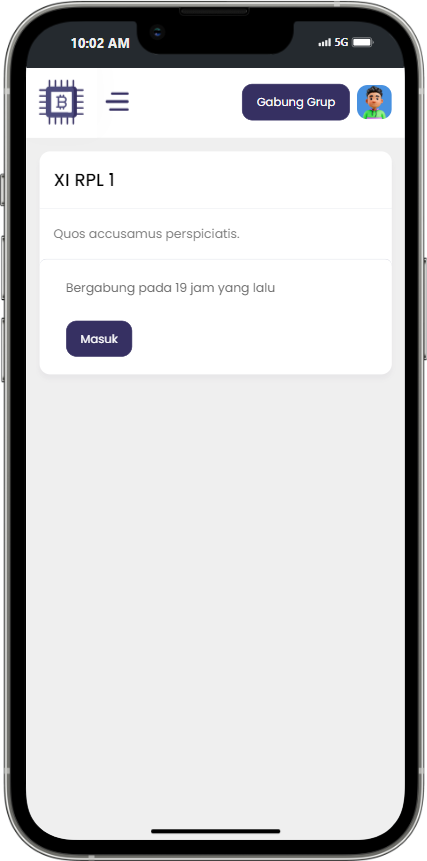 10:02 AM
5G
Gabung Grup
XI RPL 1
Quos accusamus perspiciatis.
Bergabung pada 19 jam yang lalu
Masuk